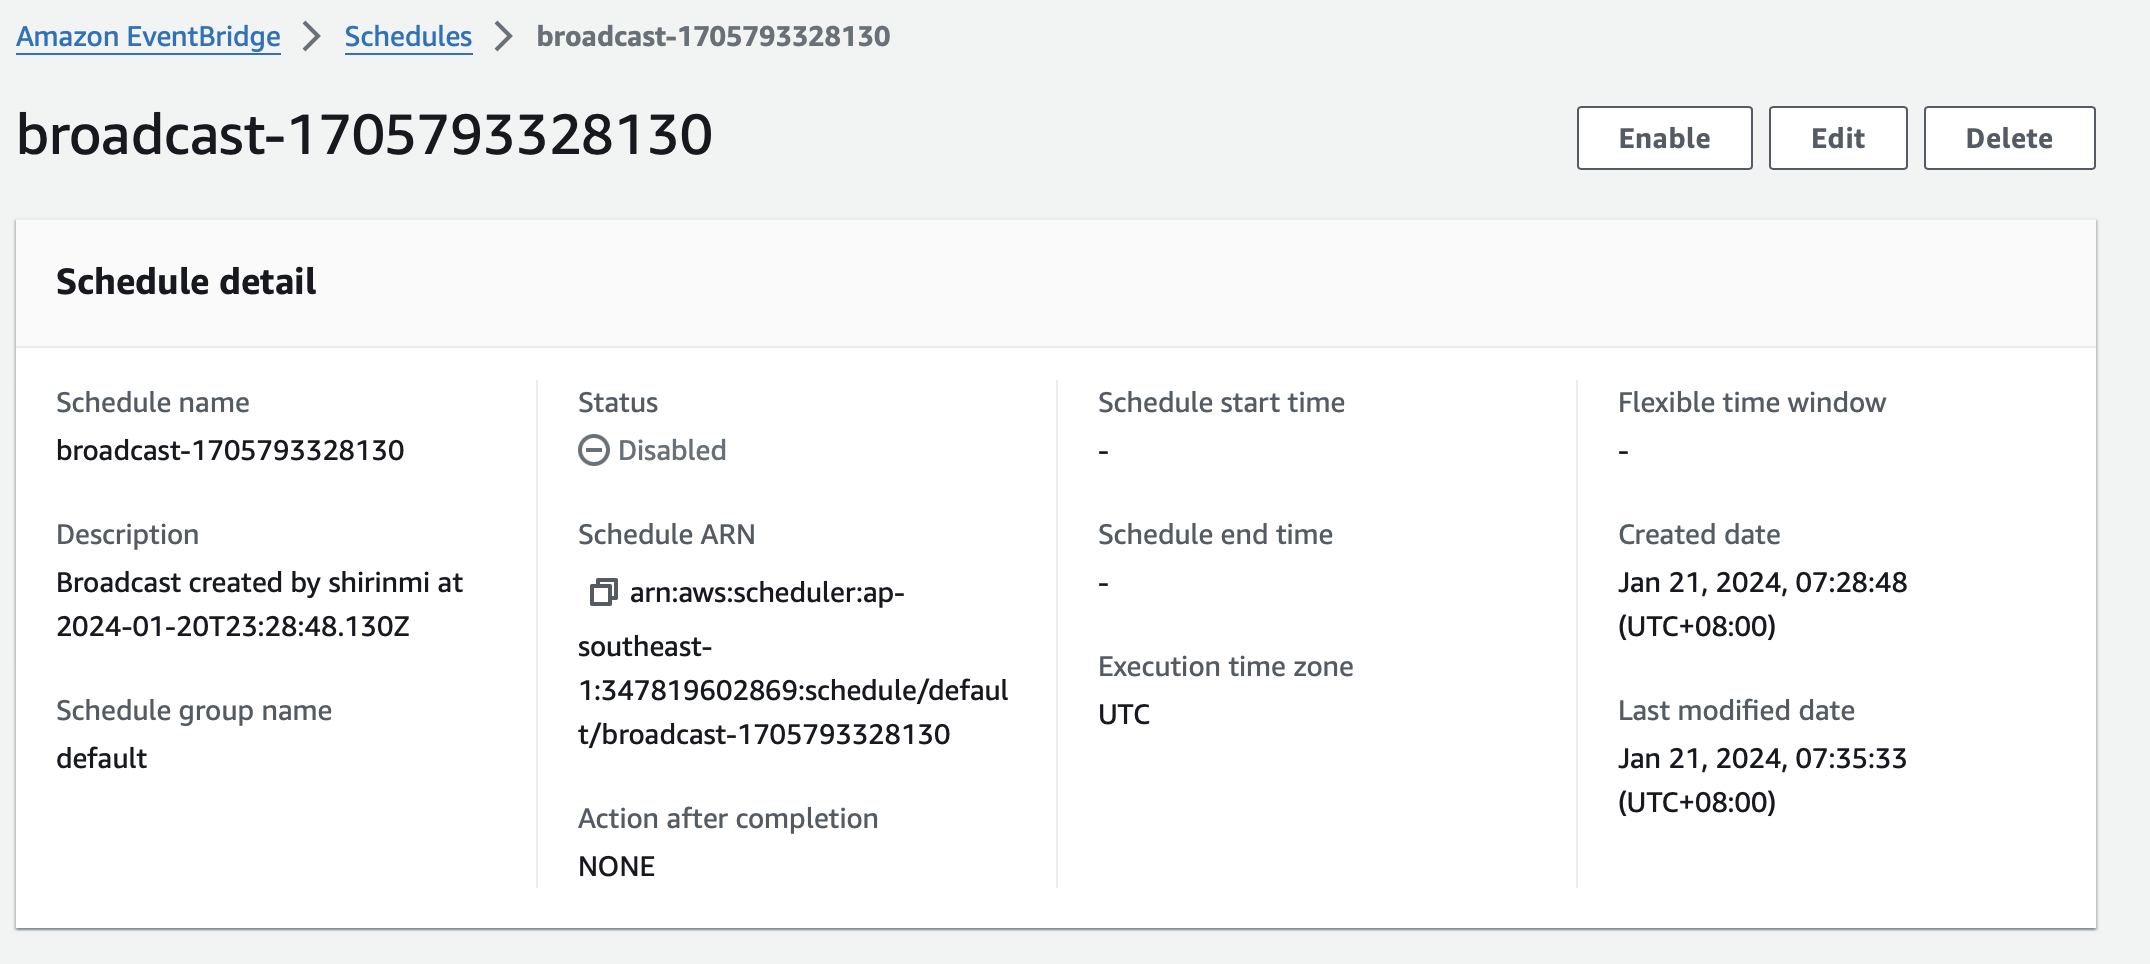 Amazon EventBridge > Schedules > broadcast-1705793328130
broadcast-1705793328130
Enable
Edit
Delete
Schedule detail
Schedule name
broadcast-1705793328130
Description
Broadcast created by shirinmi at
2024-01-20T23:28:48.130Z
Schedule group name
default
Status
Disabled
Schedule ARN
arn:aws:scheduler:ap-
southeast-
1:347819602869:schedule/defaul
t/broadcast-1705793328130
Action after completion
NONE
Schedule start time
-
Schedule end time
-
Execution time zone
UTC
Flexible time window
-
Created date
Jan 21, 2024, 07:28:48
(UTC+08:00)
Last modified date
Jan 21, 2024, 07:35:33
(UTC+08:00)